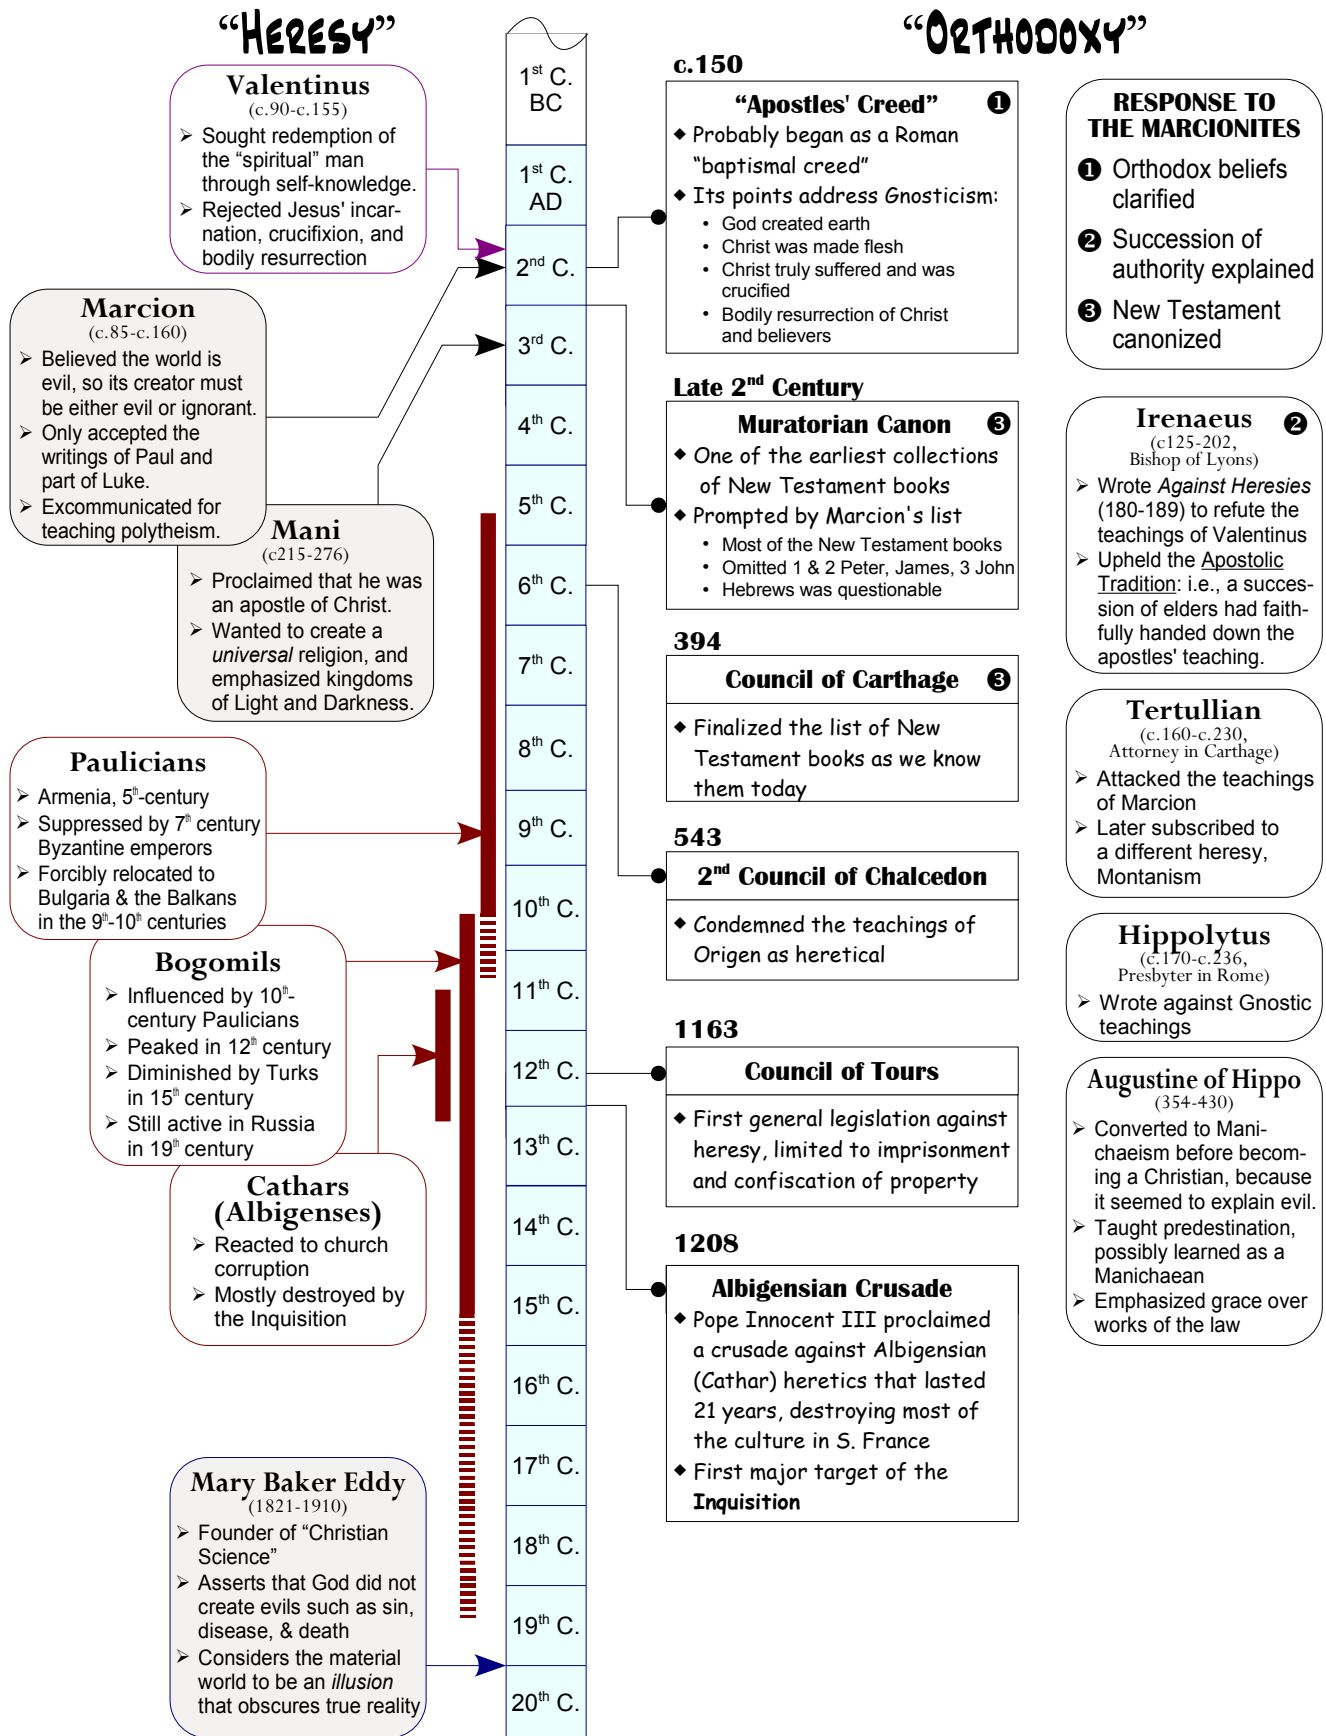 “HERESY”
Valentinus
(c.90-c.155)
➢ Sought redemption of
the “spiritual” man
through self-knowledge.
➢ Rejected Jesus' incar-
nation, crucifixion, and
bodily resurrection
Marcion
(c.85-c.160)
➢ Believed the world is
evil, so its creator must
be either evil or ignorant.
➢ Only accepted the
writings of Paul and
part of Luke.
➢ Excommunicated for
teaching polytheism.
Mani
(c215-276)
➢ Proclaimed that he was
an apostle of Christ.
➢ Wanted to create a
universal religion, and
emphasized kingdoms
of Light and Darkness.
Paulicians
➢ Armenia, 5th-century
➢ Suppressed by 7th century
Byzantine emperors
➢ Forcibly relocated to
Bulgaria & the Balkans
in the 9th-10th centuries
Bogomils
➢ Influenced by 10th-
century Paulicians
➢ Peaked in 12th century
➢ Diminished by Turks
in 15th century
➢ Still active in Russia
in 19th century
Cathars
(Albigenses)
➢ Reacted to church
corruption
➢ Mostly destroyed by
the Inquisition
Mary Baker Eddy
(1821-1910)
➢ Founder of “Christian
Science”
➢ Asserts that God did not
create evils such as sin,
disease, & death
➢ Considers the material
world to be an illusion
that obscures true reality
1st C.
BC
1st C.
AD
2nd C.
3rd C.
4th C.
5th C.
6th C.
7th C.
8th C.
9th C.
10th C.
11th C.
12th C.
13th C.
14th C.
15th C.
16th C.
17th C.
18th C.
19th C.
20th C.
“ORTHODOXY”
c.150
“Apostles' Creed” ❶
◆ Probably began as a Roman
“baptismal creed”
◆ Its points address Gnosticism:
• God created earth
• Christ was made flesh
• Christ truly suffered and was
crucified
• Bodily resurrection of Christ
and believers
Late 2nd Century
Muratorian Canon ❸
◆ One of the earliest collections
of New Testament books
◆ Prompted by Marcion's list
• Most of the New Testament books
• Omitted 1 & 2 Peter, James, 3 John
• Hebrews was questionable
394
Council of Carthage ❸
◆ Finalized the list of New
Testament books as we know
them today
543
2nd Council of Chalcedon
◆ Condemned the teachings of
Origen as heretical
1163
Council of Tours
◆ First general legislation against
heresy, limited to imprisonment
and confiscation of property
1208
Albigensian Crusade
◆ Pope Innocent III proclaimed
a crusade against Albigensian
(Cathar) heretics that lasted
21 years, destroying most of
the culture in S. France
◆ First major target of the
Inquisition
RESPONSE TO
THE MARCIONITES
❶ Orthodox beliefs
clarified
❷ Succession of
authority explained
❸ New Testament
canonized
Irenaeus ❷
(c125-202,
Bishop of Lyons)
➢ Wrote Against Heresies
(180-189) to refute the
teachings of Valentinus
➢ Upheld the Apostolic
Tradition: i.e., a succes-
sion of elders had faith-
fully handed down the
apostles' teaching.
Tertullian
(c.160-c.230,
Attorney in Carthage)
➢ Attacked the teachings
of Marcion
➢ Later subscribed to
a different heresy,
Montanism
Hippolytus
(c.170-c.236,
Presbyter in Rome)
➢ Wrote against Gnostic
teachings
Augustine of Hippo
(354-430)
➢ Converted to Mani-
chaeism before becom-
ing a Christian, because
it seemed to explain evil.
➢ Taught predestination,
possibly learned as a
Manichaean
➢ Emphasized grace over
works of the law